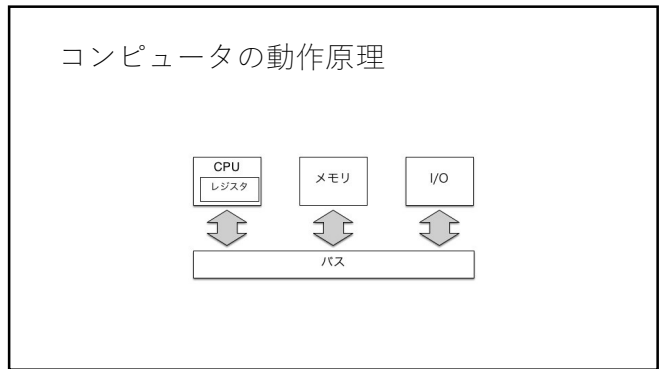 コンピュータの動作原理
CPU
レジスタ
メモリ
I/O
バス